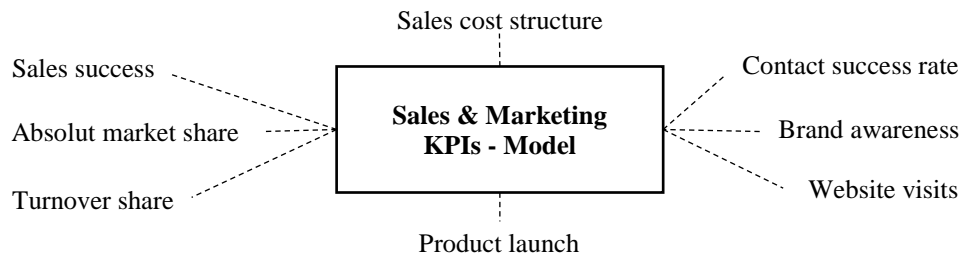 Sales cost structure
Sales success
Contact success rate
Sales & Marketing
KPIs - Model
Absolut market share
Brand awareness
Turnover share
Website visits
Product launch